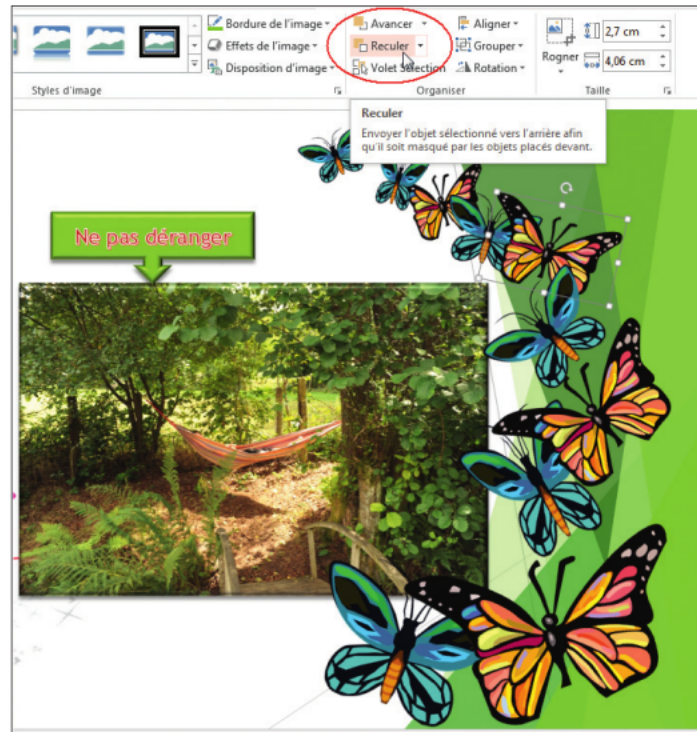 Bordure de l'image
Effets de l'image
Disposition d'image
Styles d'image
Avancer
Reculer
Volet Sélection
Aligner
Grouper
Rotation
Organiser
Rogner
2,7 cm
4,06 cm
Taille
Reculer
Envoyer l'objet sélectionné vers l'arrière afin
qu'il soit masqué par les objets placés devant.
Ne pas déranger